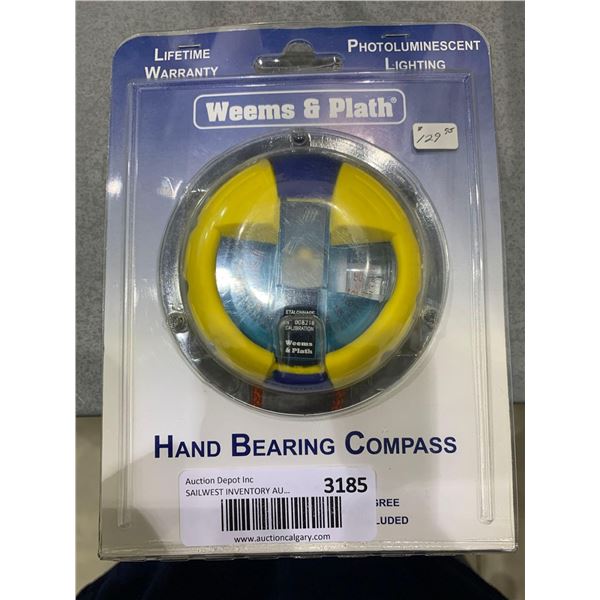 LIFETIME
WARRANTY
PHOTOLUMINESCENT
LIGHTING
Weems & Plath®
$129 95
ETALONNAGE
008218
CALIBRATION
Weems
& Plath
HAND BEARING COMPASS
Auction Depot Inc
SAILWEST INVENTORY AU...
3185
www.auctioncalgary.com
GREE
LUDED